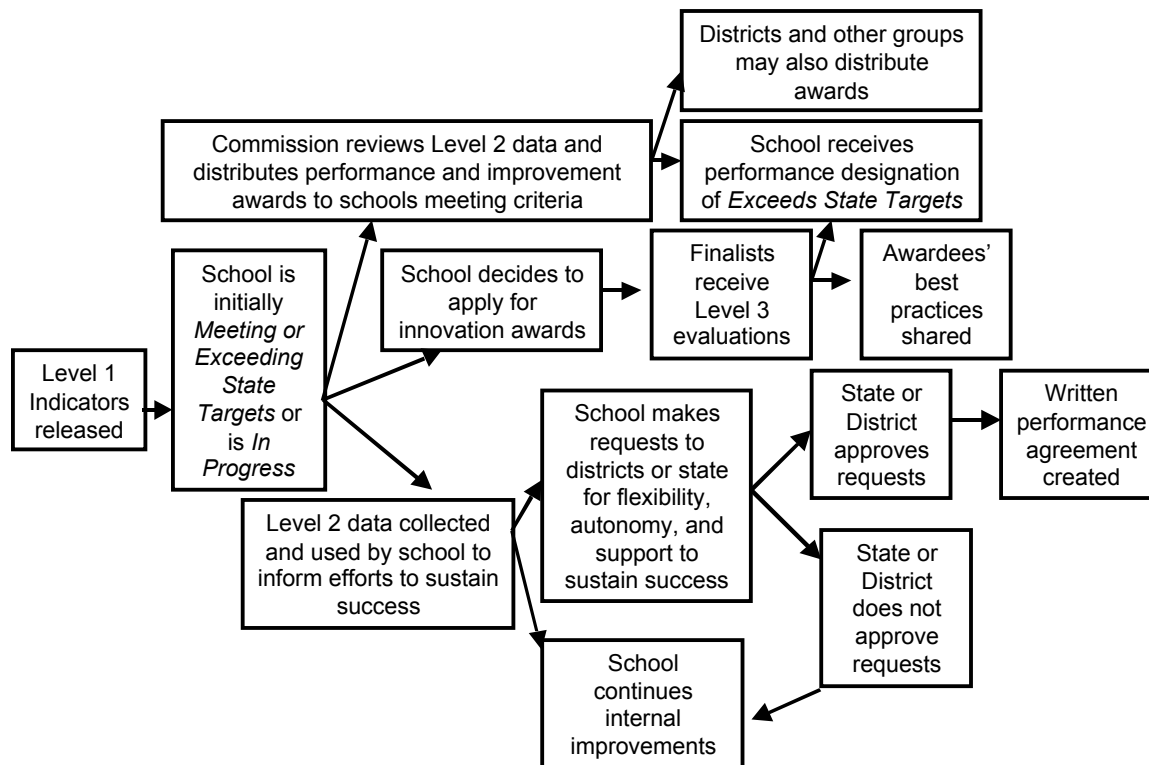 Districts and other groups
may also distribute
awards
Commission reviews Level 2 data and
distributes performance and improvement
awards to schools meeting criteria
School receives
performance designation
of Exceeds State Targets
School is
initially
Meeting or
Exceeding
State
Targets or
is In
Progress
School decides to
apply for
innovation awards
Finalists
receive
Level 3
evaluations
Awardees’
best
practices
shared
Level 1
Indicators
released
School makes
requests to
districts or state
for flexibility,
autonomy, and
support to
sustain success
State or
District
approves
requests
Written
performance
agreement
created
Level 2 data collected
and used by school to
inform efforts to sustain
success
State or
District
does not
approve
requests
School
continues
internal
improvements